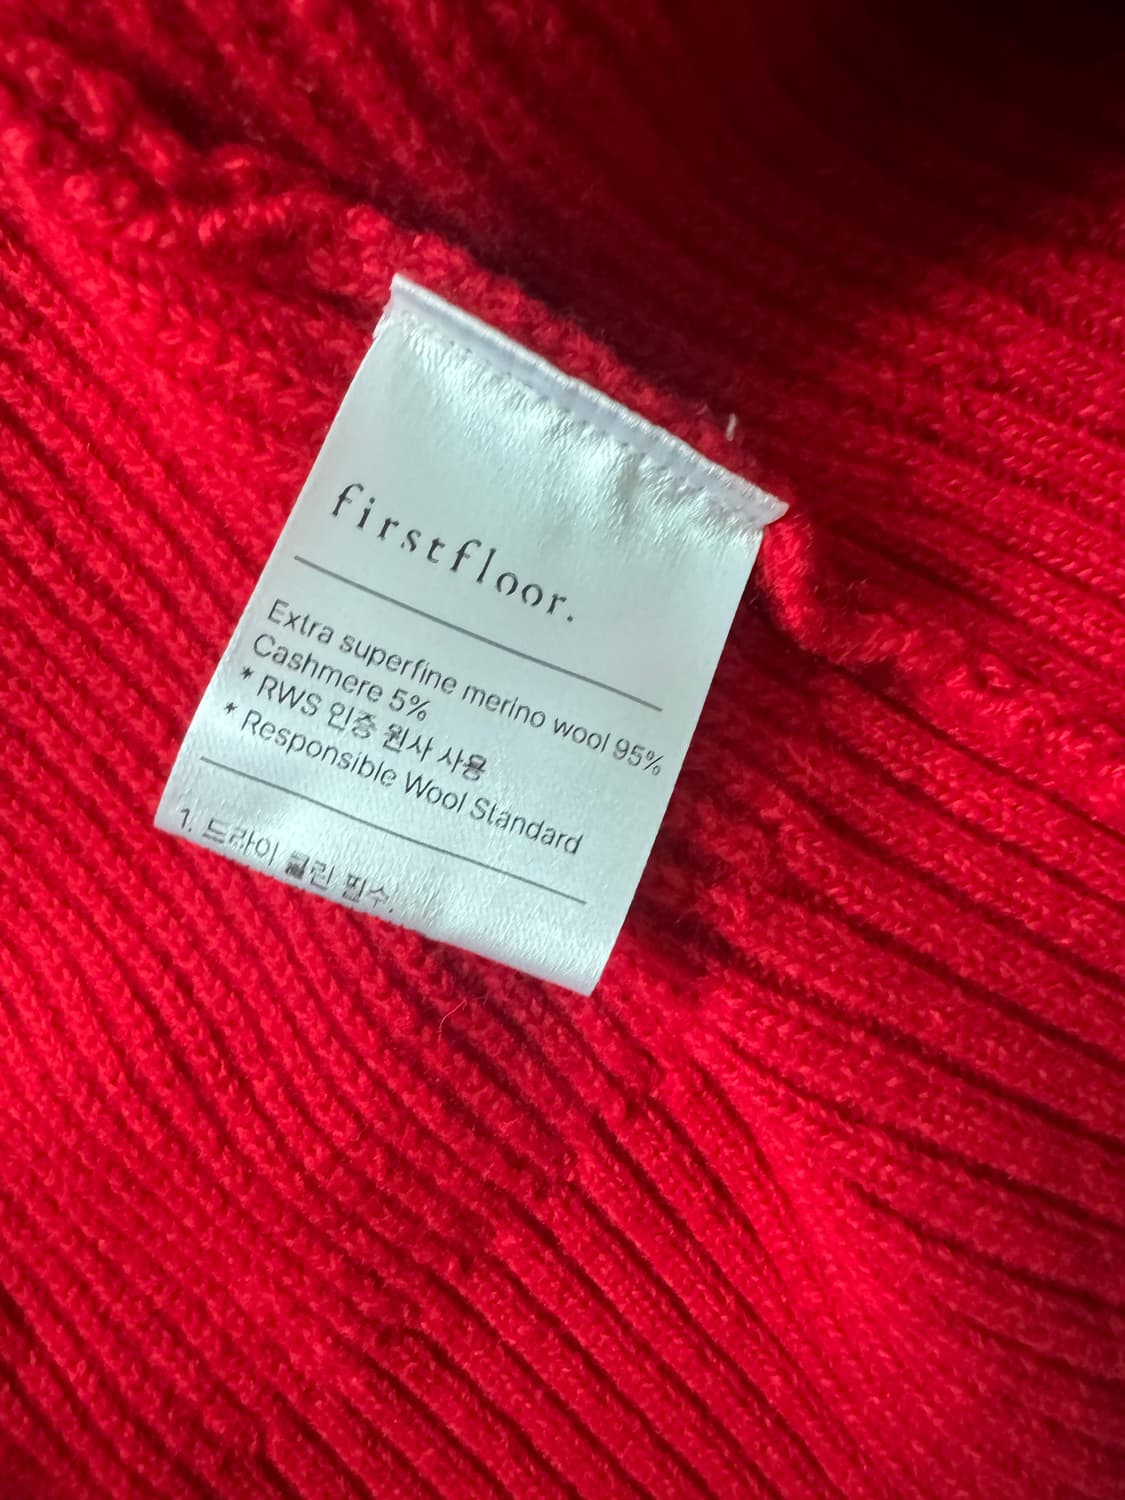 firstfloor.
Extra superfine merino wool 95%
Cashmere 5%
* RWS 인증 원사 사용
* Responsible Wool Standard
1. 드라이 클린 필수.